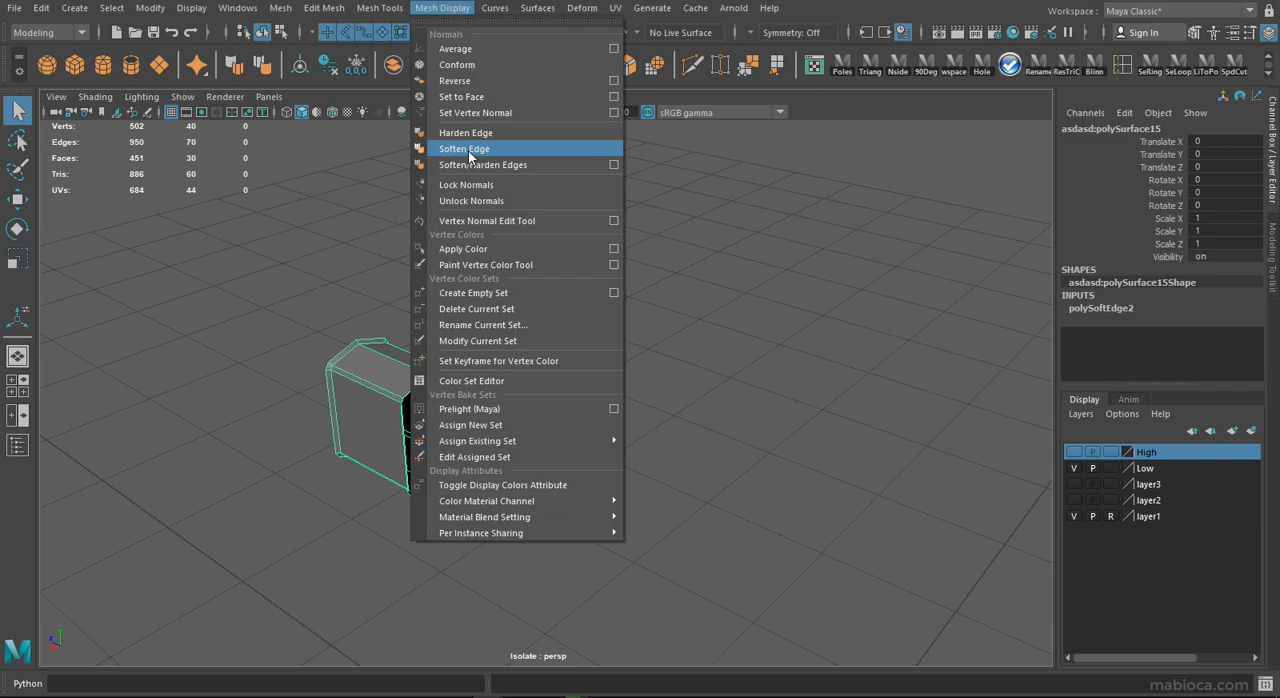 File Edit Create Select Modify Display Windows Mesh Edit Mesh Mesh Tools Mesh Display Curves Surfaces Deform UV Generate Cache Arnold Help
Workspace : Maya Classic*
Modeling
No Live Surface
Symmetry: Off
Sign In
Poles Triang Nside 90Deg wspace Hole Rename ResTriC Blinn SeRing SeLoop LiToPo SpdCut
View Shading Lighting Show Renderer Panels
0
sRGB gamma
Verts: 502 40 0
Edges: 950 70 0
Faces: 451 30 0
Tris: 886 60 0
UVs: 684 44 0
Normals
Average
Conform
Reverse
Set to Face
Set Vertex Normal
Harden Edge
Soften Edge
Soften/Harden Edges
Lock Normals
Unlock Normals
Vertex Normal Edit Tool
Vertex Colors
Apply Color
Paint Vertex Color Tool
Vertex Color Sets
Create Empty Set
Delete Current Set
Rename Current Set...
Modify Current Set
Set Keyframe for Vertex Color
Color Set Editor
Vertex Bake Sets
Prelight (Maya)
Assign New Set
Assign Existing Set
Edit Assigned Set
Display Attributes
Toggle Display Colors Attribute
Color Material Channel
Material Blend Setting
Per Instance Sharing
Isolate : persp
Channels Edit Object Show
asdasd:polySurface15
Translate X 0
Translate Y 0
Translate Z 0
Rotate X 0
Rotate Y 0
Rotate Z 0
Scale X 1
Scale Y 1
Scale Z 1
Visibility on
SHAPES
asdasd:polySurface15Shape
INPUTS
polySoftEdge2
Channel Box / Layer Editor
Modeling Toolkit
Display Anim
Layers Options Help
P High
V P Low
P layer3
P layer2
V P R layer1
Python
mabioca.com